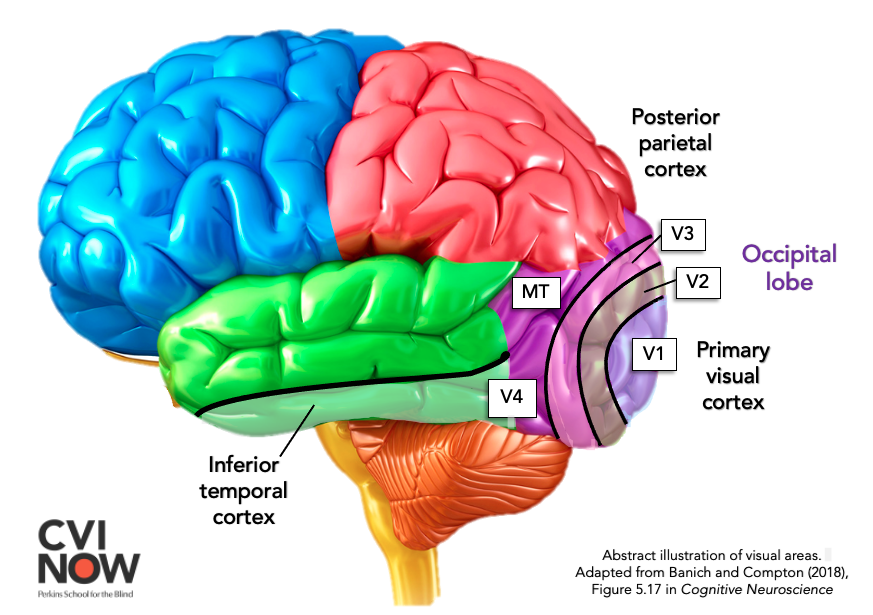 Posterior
parietal
cortex
V3
Occipital
lobe
V2
MT
V1
Primary
visual
cortex
V4
Inferior
temporal
cortex
CVI
NOW
Perkins School for the Blind
Abstract illustration of visual areas.
Adapted from Banich and Compton (2018),
Figure 5.17 in Cognitive Neuroscience